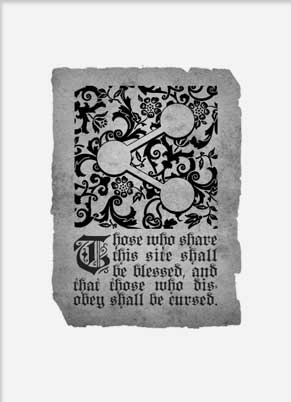 Those who share
this site shall
be blessed, and
that those who dis-
obey shall be cursed.